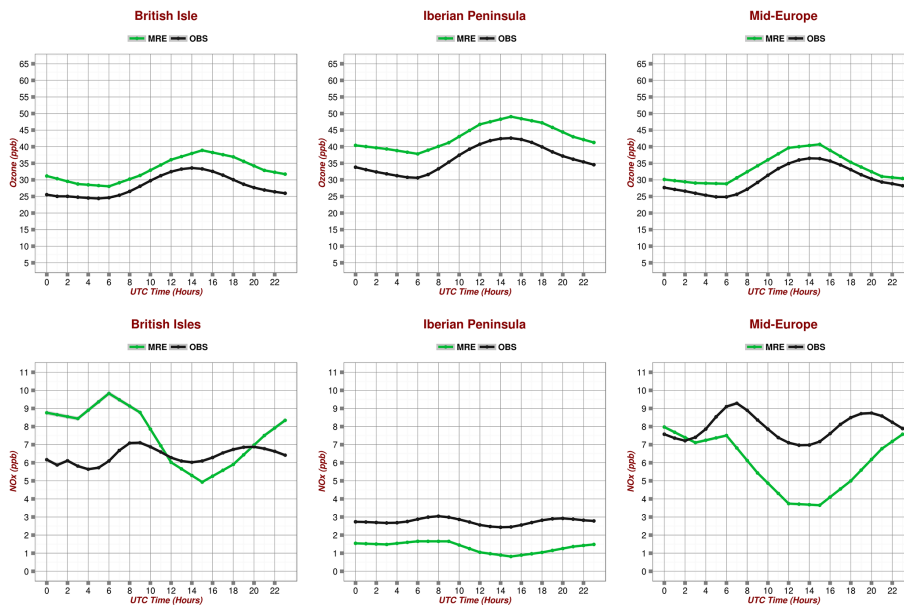 British Isle
MRE OBS
65
60
55
50
45
40
35
30
25
20
15
10
5
Ozone (ppb)
0 2 4 6 8 10 12 14 16 18 20 22
UTC Time (Hours)
Iberian Peninsula
MRE OBS
65
60
55
50
45
40
35
30
25
20
15
10
5
Ozone (ppb)
0 2 4 6 8 10 12 14 16 18 20 22
UTC Time (Hours)
Mid-Europe
MRE OBS
65
60
55
50
45
40
35
30
25
20
15
10
5
Ozone (ppb)
0 2 4 6 8 10 12 14 16 18 20 22
UTC Time (Hours)
British Isles
MRE OBS
11
10
9
8
7
6
5
4
3
2
1
0
NOx (ppb)
0 2 4 6 8 10 12 14 16 18 20 22
UTC Time (Hours)
Iberian Peninsula
MRE OBS
11
10
9
8
7
6
5
4
3
2
1
0
NOx (ppb)
0 2 4 6 8 10 12 14 16 18 20 22
UTC Time (Hours)
Mid-Europe
MRE OBS
11
10
9
8
7
6
5
4
3
2
1
0
NOx (ppb)
0 2 4 6 8 10 12 14 16 18 20 22
UTC Time (Hours)